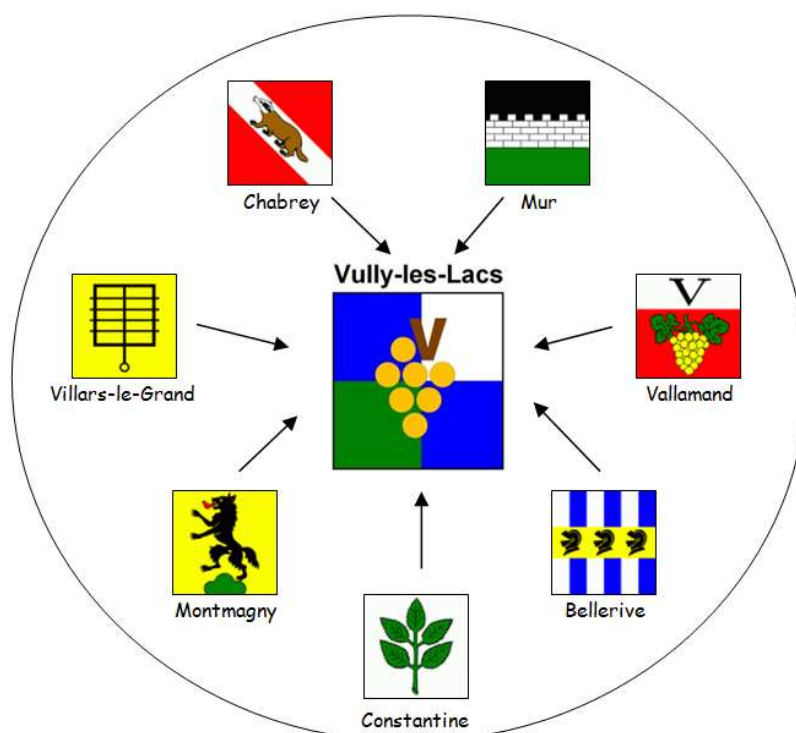 Chabrey
Mur
Vully-les-Lacs
V
V
Villars-le-Grand
Vallamand
Montmagny
Bellerive
Constantine